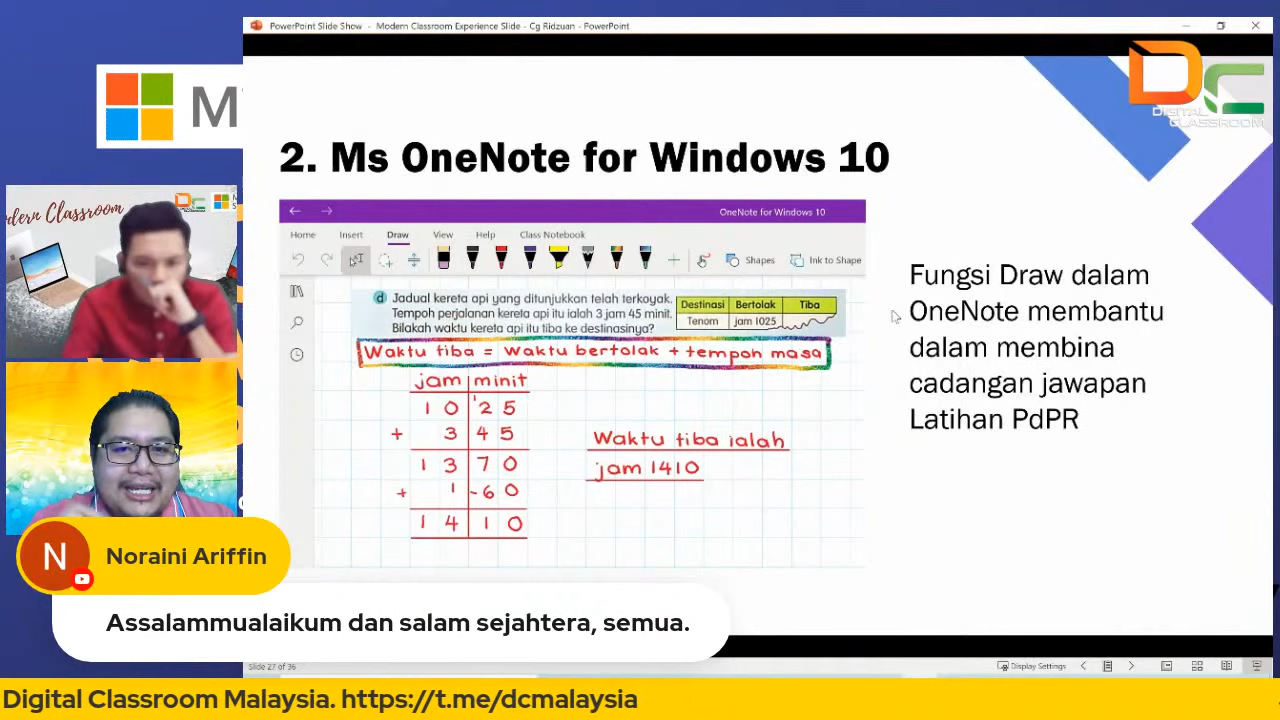 PowerPoint Slide Show - Modern Classroom Experience Slide - Cg Ridzuan - PowerPoint
DC
DIGITAL
CLASSROOM
2. Ms OneNote for Windows 10
OneNote for Windows 10
Home Insert Draw View Help Class Notebook
Shapes Ink to Shape
d Jadual kereta api yang ditunjukkan telah terkoyak.
Tempoh perjalanan kereta api itu ialah 3 jam 45 minit.
Bilakah waktu kereta api itu tiba ke destinasinya?
Destinasi Bertolak Tiba
Tenom jam 1025
Waktu tiba = Waktu bertolak + tempoh masa
jam minit
1 0 1 2 5
+ 3 4 5
1 3 7 0
+ 1 - 6 0
1 4 1 0
Waktu tiba ialah
jam 1410
Fungsi Draw dalam
OneNote membantu
dalam membina
cadangan jawapan
Latihan PdPR
Classroom
DC
N
Noraini Ariffin
Assalammualaikum dan salam sejahtera, semua.
Slide 27 of 36
Display Settings
Digital Classroom Malaysia. https://t.me/dcmalaysia